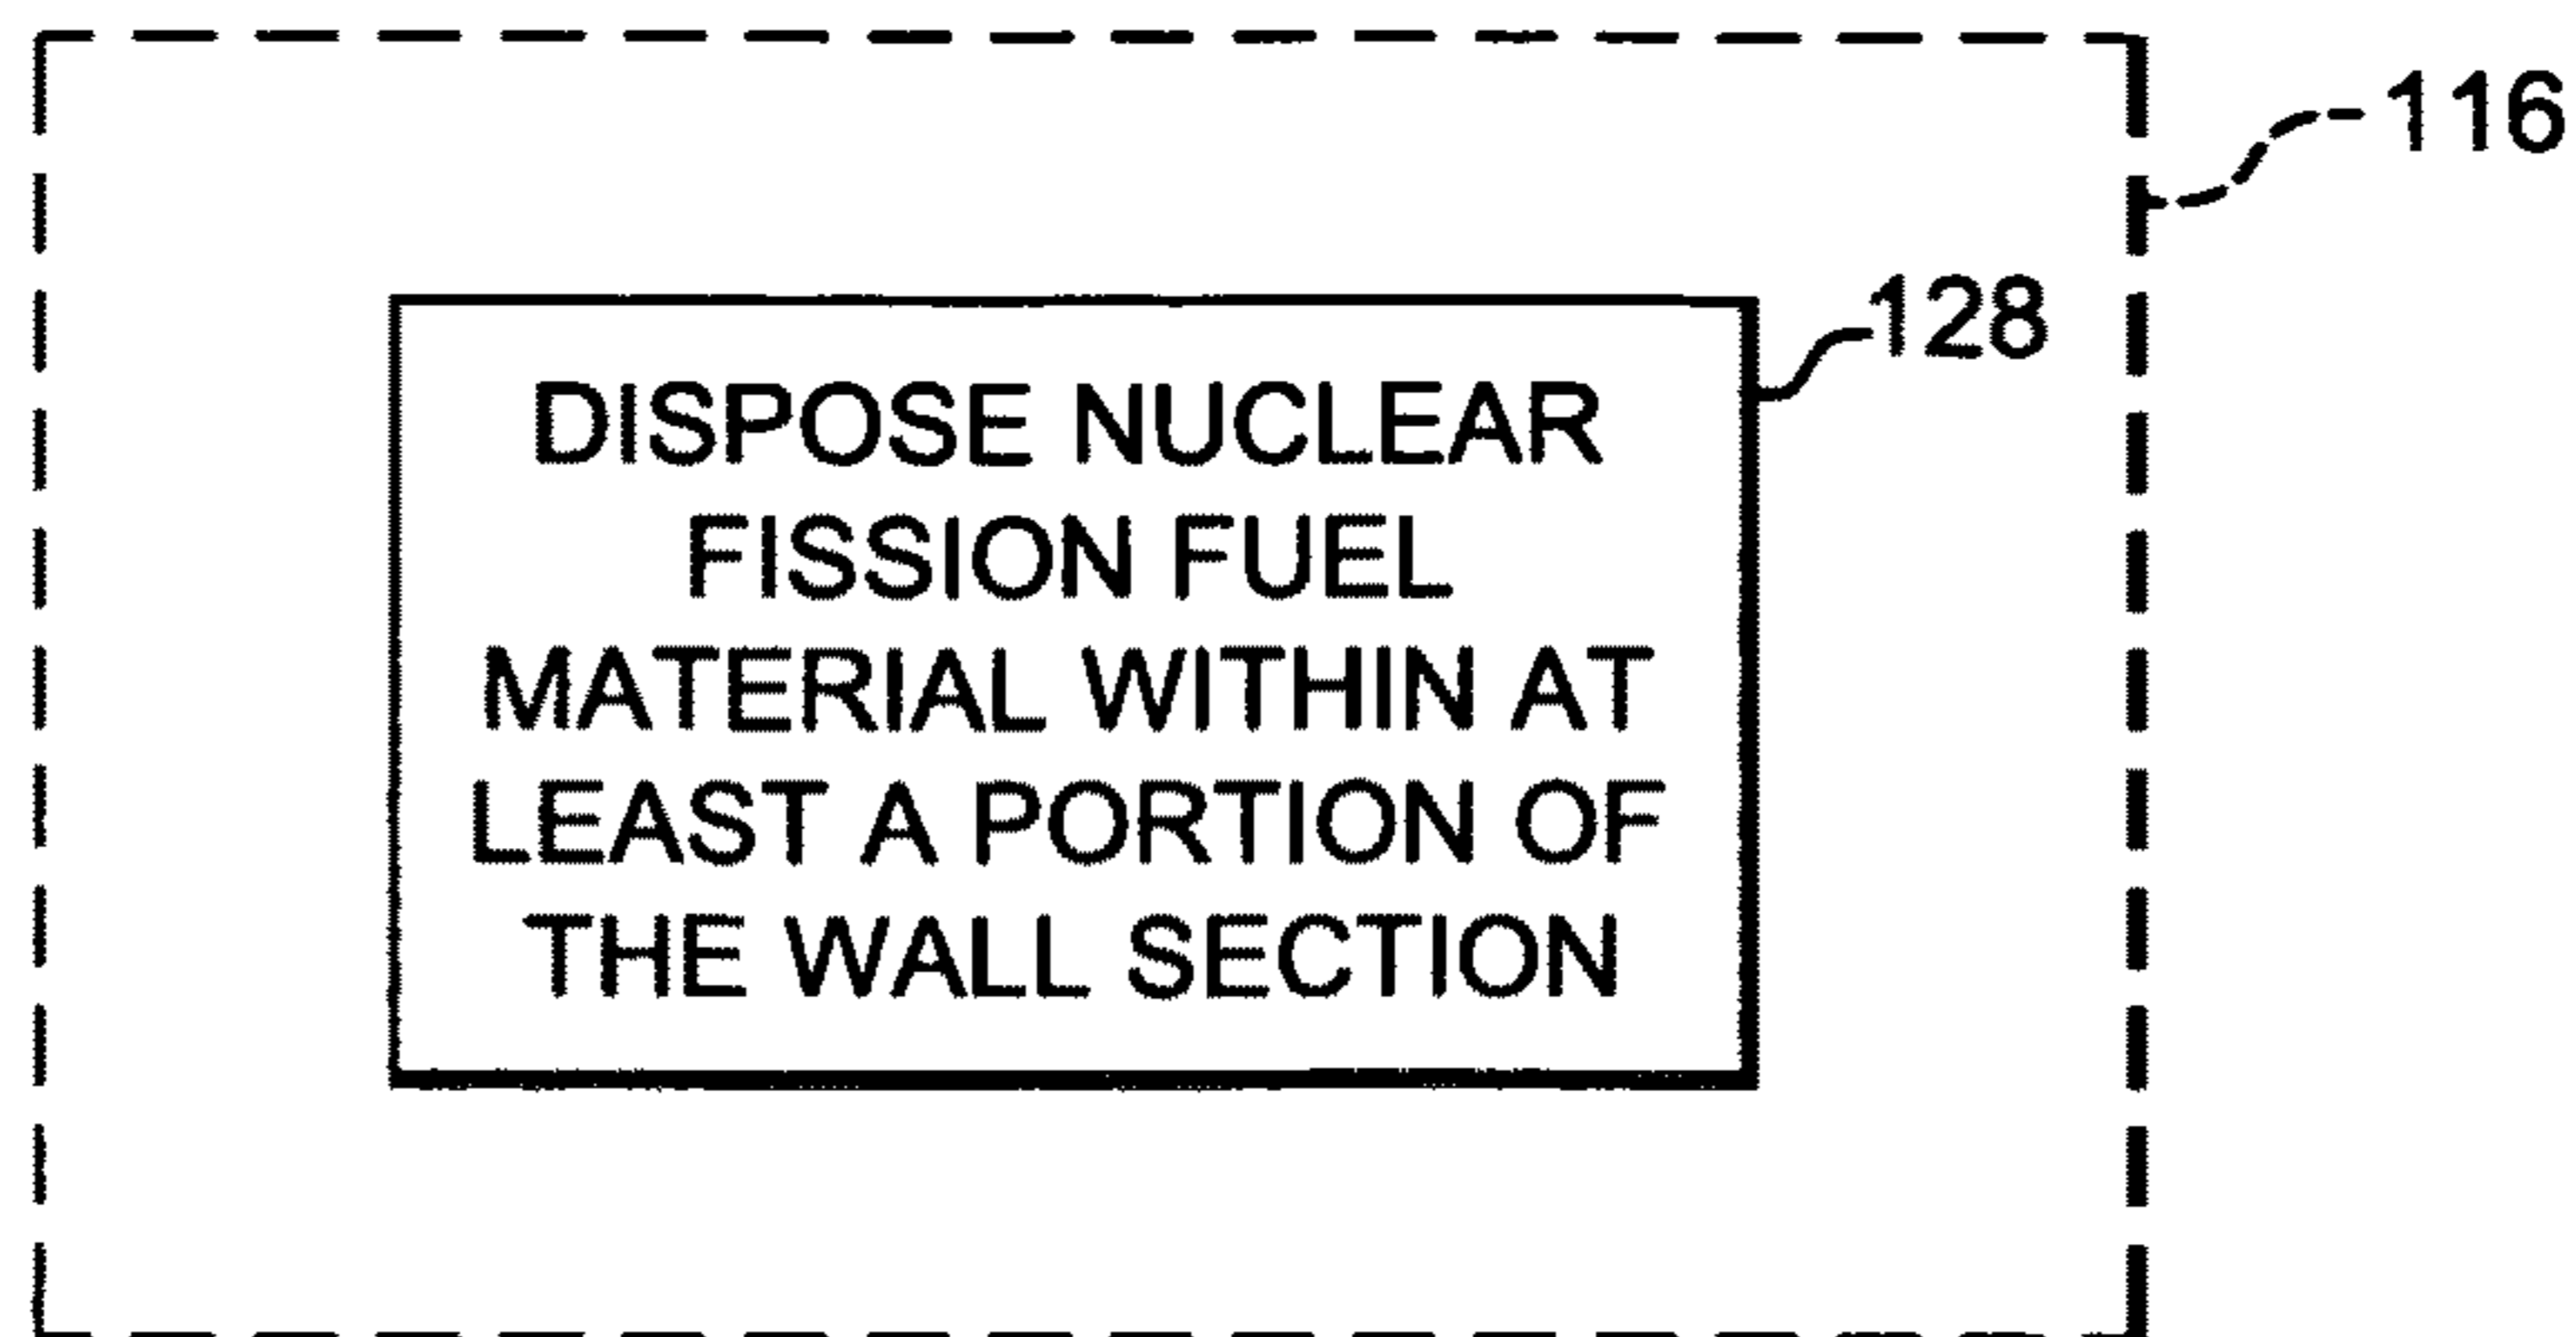 116
128
DISPOSE NUCLEAR
FISSION FUEL
MATERIAL WITHIN AT
LEAST A PORTION OF
THE WALL SECTION